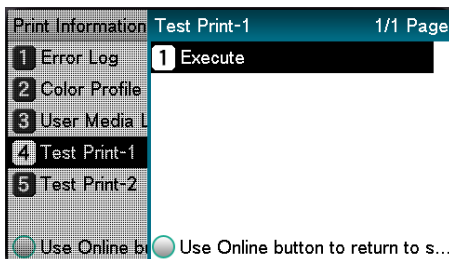 Print Information
1 Error Log
2 Color Profile
3 User Media L
4 Test Print-1
5 Test Print-2
Use Online b
Test Print-1 1/1 Page
1 Execute
Use Online button to return to s...